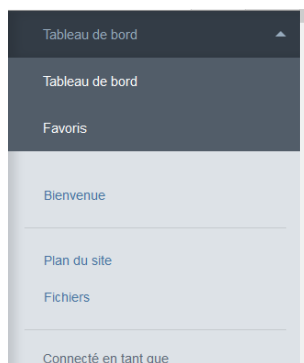 Tableau de bord
Tableau de bord
Favoris
Bienvenue
Plan du site
Fichiers
Connecté en tant que